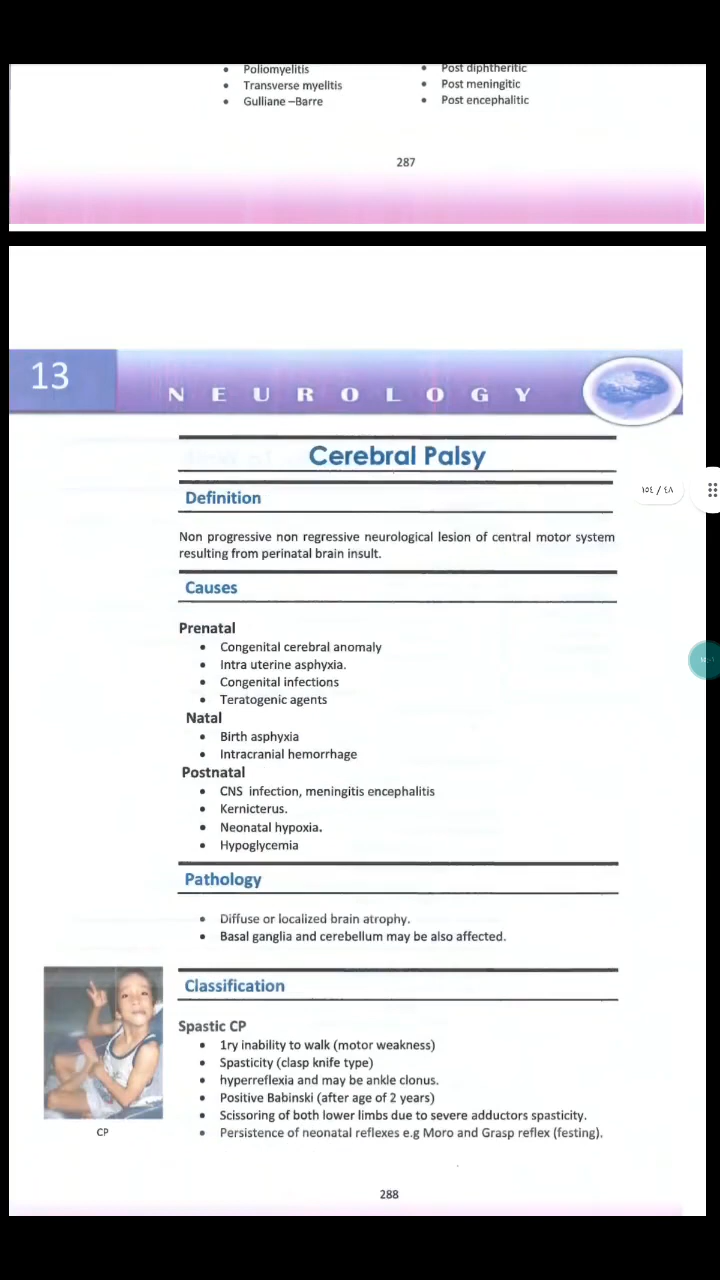 • Poliomyelitis
• Post diphtheritic
• Transverse myelitis
• Post meningitic
• Gulliane –Barre
• Post encephalitic
287
13
NEUROLOGY
Cerebral Palsy
Definition
١٥٤ / ٤٨
Non progressive non regressive neurological lesion of central motor system
resulting from perinatal brain insult.
Causes
Prenatal
• Congenital cerebral anomaly
• Intra uterine asphyxia.
• Congenital infections
• Teratogenic agents
Natal
• Birth asphyxia
• Intracranial hemorrhage
Postnatal
• CNS infection, meningitis encephalitis
• Kernicterus.
• Neonatal hypoxia.
• Hypoglycemia
Pathology
• Diffuse or localized brain atrophy.
• Basal ganglia and cerebellum may be also affected.
Classification
Spastic CP
• 1ry inability to walk (motor weakness)
• Spasticity (clasp knife type)
• hyperreflexia and may be ankle clonus.
• Positive Babinski (after age of 2 years)
• Scissoring of both lower limbs due to severe adductors spasticity.
• Persistence of neonatal reflexes e.g Moro and Grasp reflex (festing).
CP
288